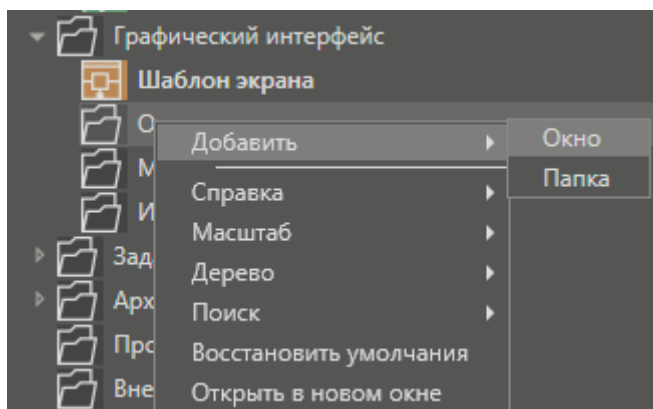 Графический интерфейс
Шаблон экрана
Добавить
Окно
Папка
Справка
Масштаб
Дерево
Поиск
Восстановить умолчания
Открыть в новом окне